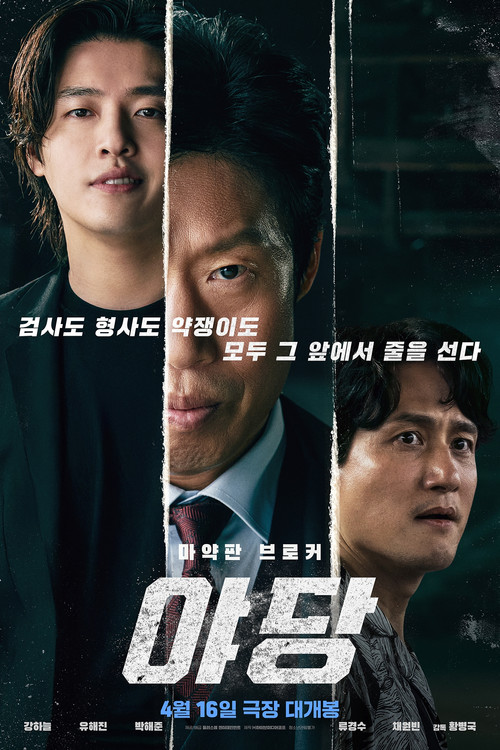 검사도 형사도 약쟁이도
모두 그 앞에서 줄을 선다
마약판 브로커
야당
4월 16일 극장 대개봉
강하늘 유해진 박해준 류경수 채원빈 감독 황병국